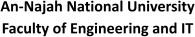 An-Najah National University
Faculty of Engineering and IT